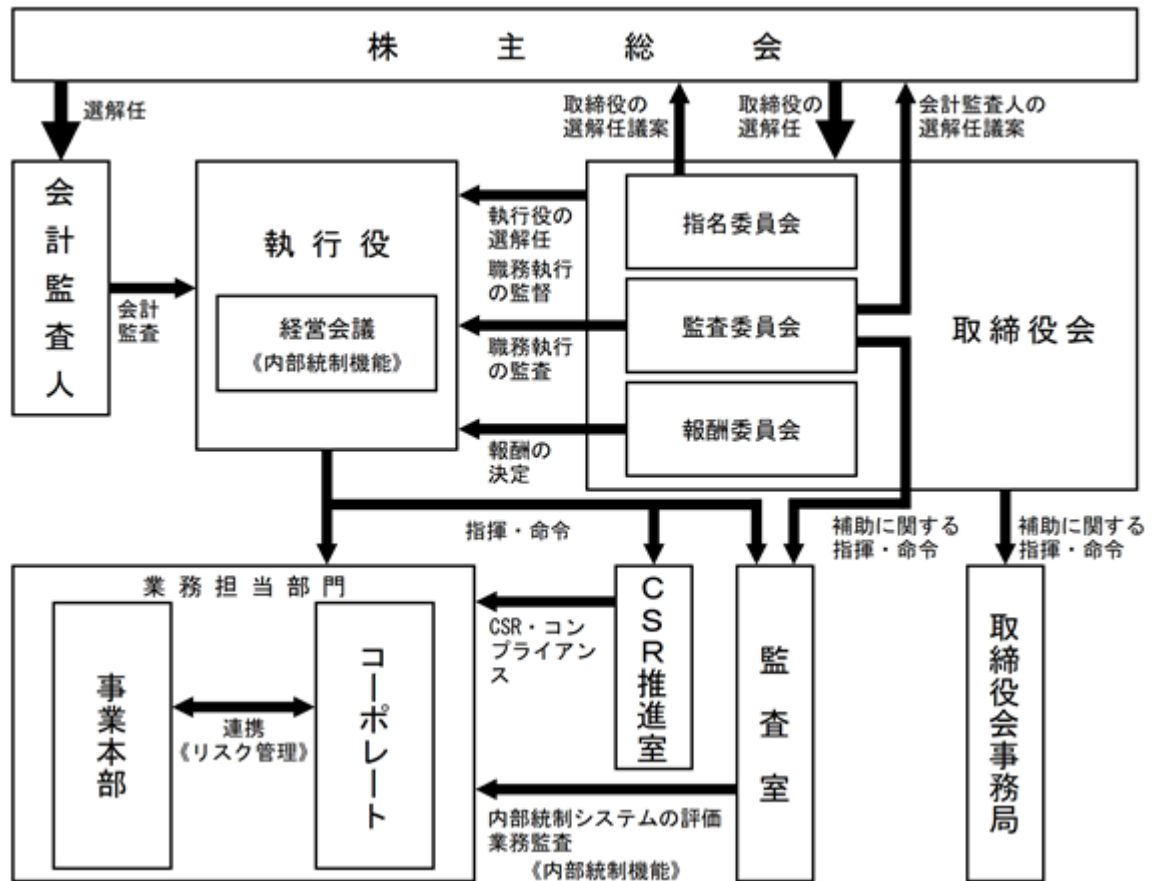 株主総会
選解任
取締役の
選解任議案
取締役の
選解任
会計監査人の
選解任議案
会計監査人
会計
監査
執行役
経営会議
《内部統制機能》
執行役の
選解任
職務執行
の監督
職務執行
の監査
報酬の
決定
指名委員会
監査委員会
報酬委員会
取締役会
指揮・命令
補助に関する
指揮・命令
補助に関する
指揮・命令
業務担当部門
事業本部
連携
《リスク管理》
コーポレート
CSR・コン
プライアン
ス
CSR推進室
内部統制システムの評価
業務監査
《内部統制機能》
監査室
取締役会事務局